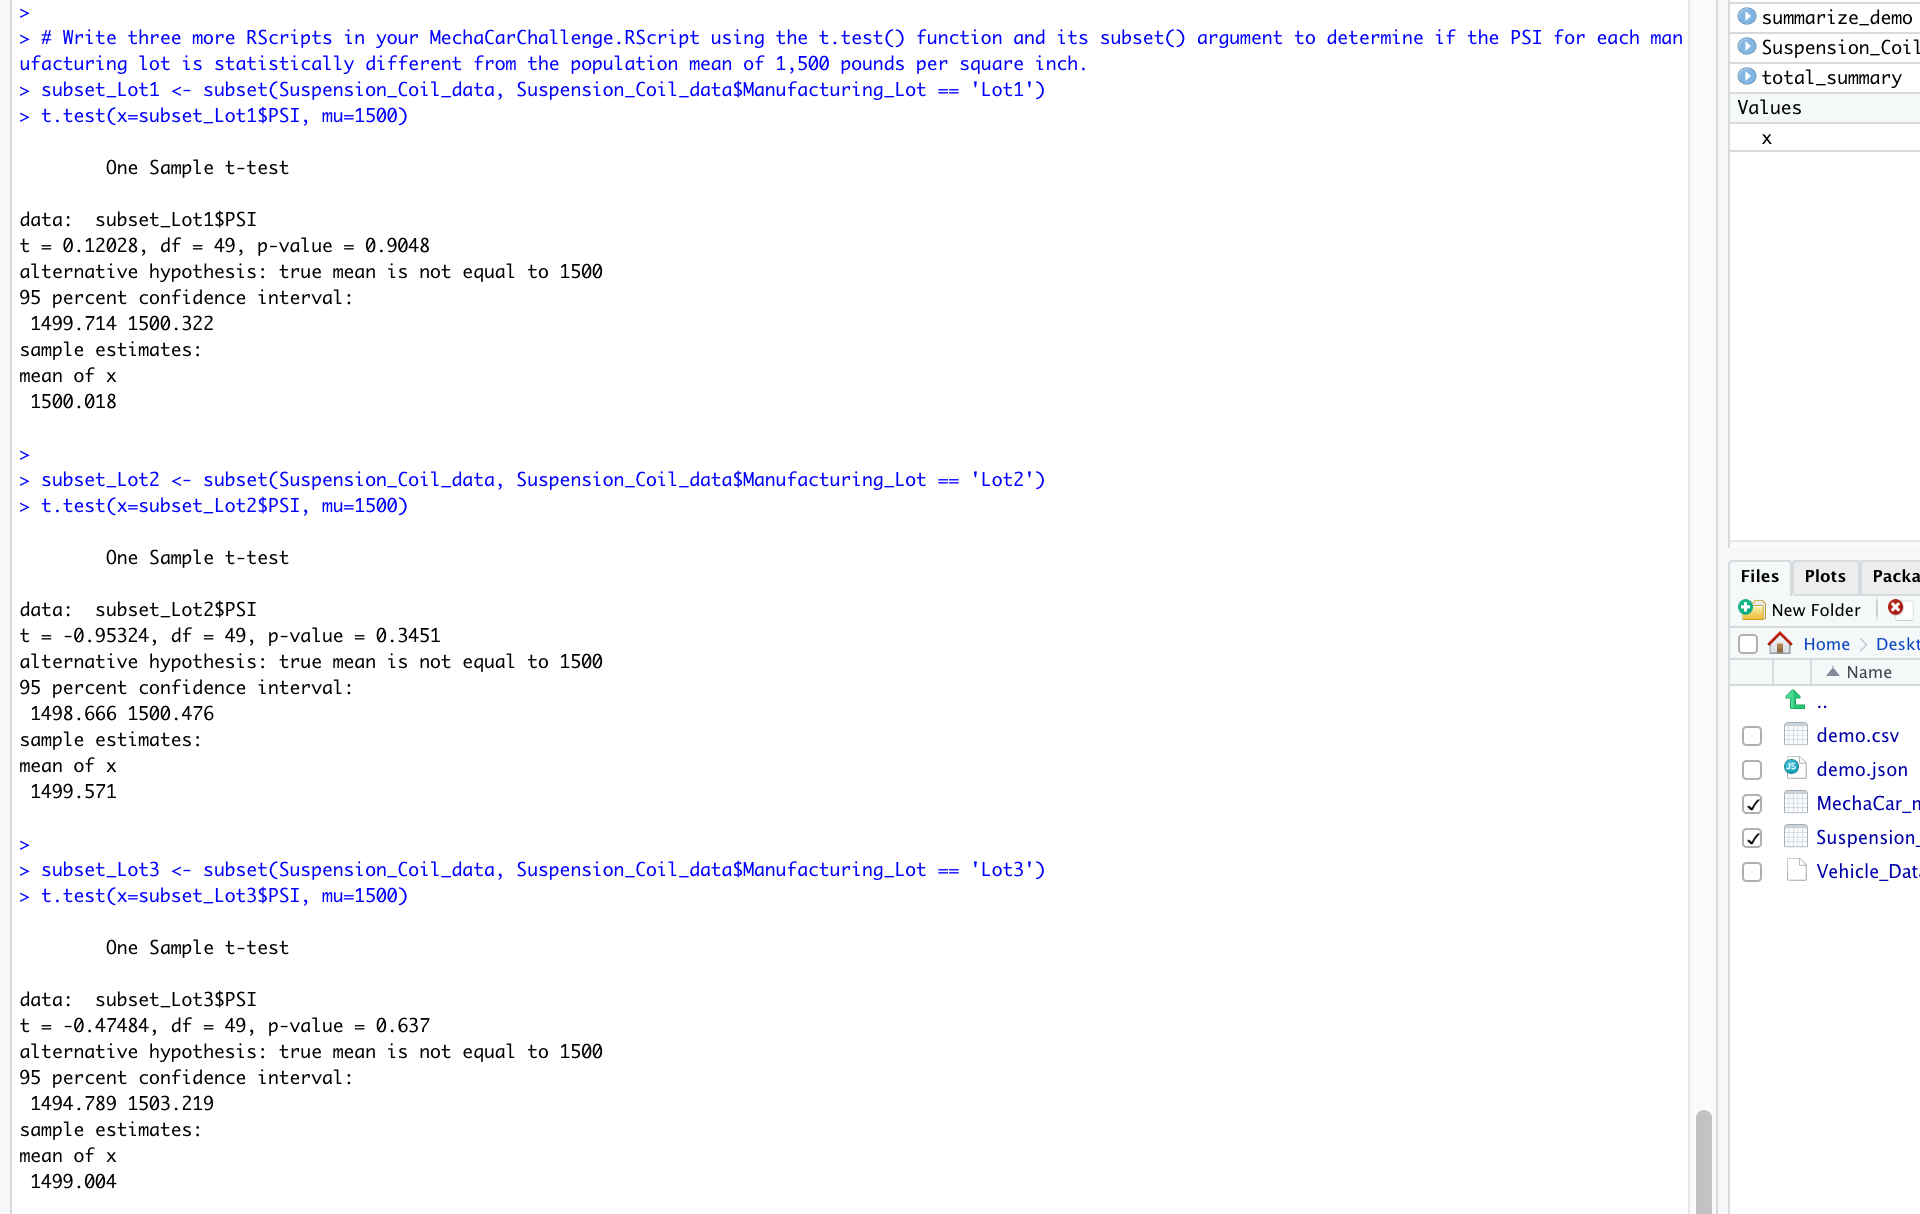 >
> # Write three more RScripts in your MechaCarChallenge.RScript using the t.test() function and its subset() argument to determine if the PSI for each man
ufacturing lot is statistically different from the population mean of 1,500 pounds per square inch.
> subset_Lot1 <- subset(Suspension_Coil_data, Suspension_Coil_data$Manufacturing_Lot == 'Lot1')
> t.test(x=subset_Lot1$PSI, mu=1500)
One Sample t-test
data:  subset_Lot1$PSI
t = 0.12028, df = 49, p-value = 0.9048
alternative hypothesis: true mean is not equal to 1500
95 percent confidence interval:
1499.714 1500.322
sample estimates:
mean of x
1500.018
>
> subset_Lot2 <- subset(Suspension_Coil_data, Suspension_Coil_data$Manufacturing_Lot == 'Lot2')
> t.test(x=subset_Lot2$PSI, mu=1500)
One Sample t-test
data:  subset_Lot2$PSI
t = -0.95324, df = 49, p-value = 0.3451
alternative hypothesis: true mean is not equal to 1500
95 percent confidence interval:
1498.666 1500.476
sample estimates:
mean of x
1499.571
>
> subset_Lot3 <- subset(Suspension_Coil_data, Suspension_Coil_data$Manufacturing_Lot == 'Lot3')
> t.test(x=subset_Lot3$PSI, mu=1500)
One Sample t-test
data:  subset_Lot3$PSI
t = -0.47484, df = 49, p-value = 0.637
alternative hypothesis: true mean is not equal to 1500
95 percent confidence interval:
1494.789 1503.219
sample estimates:
mean of x
1499.004
summarize_demo
Suspension_Coil
total_summary
Values
x
Files Plots Packa
New Folder
Home > Deskt
Name
..
demo.csv
JS demo.json
MechaCar_m
Suspension_
Vehicle_Dat